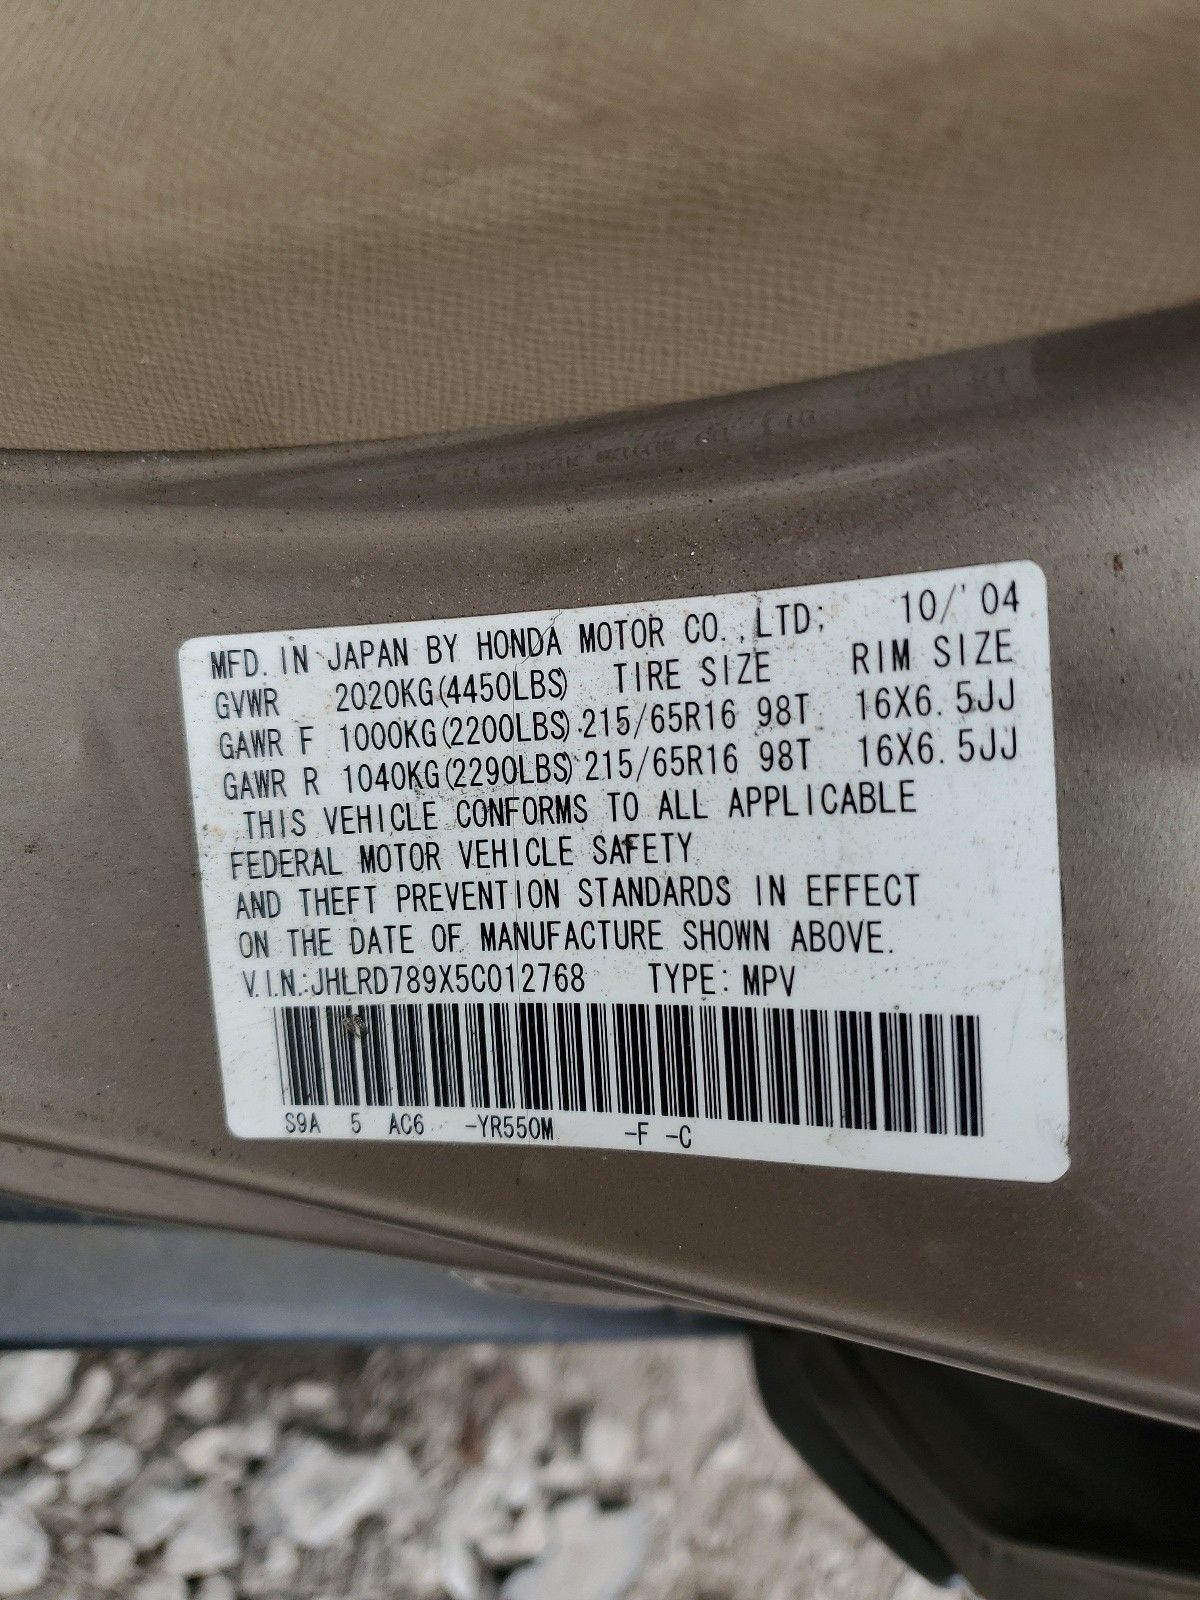 MFD. IN JAPAN BY HONDA MOTOR CO.,LTD; 10/'04
GVWR 2020KG(4450LBS) TIRE SIZE RIM SIZE
GAWR F 1000KG(2200LBS) 215/65R16 98T 16X6.5JJ
GAWR R 1040KG(2290LBS) 215/65R16 98T 16X6.5JJ
THIS VEHICLE CONFORMS TO ALL APPLICABLE
FEDERAL MOTOR VEHICLE SAFETY
AND THEFT PREVENTION STANDARDS IN EFFECT
ON THE DATE OF MANUFACTURE SHOWN ABOVE.
V.I.N.:JHLRD789X5C012768 TYPE: MPV
S9A 5 AC6 -YR550M -F -C